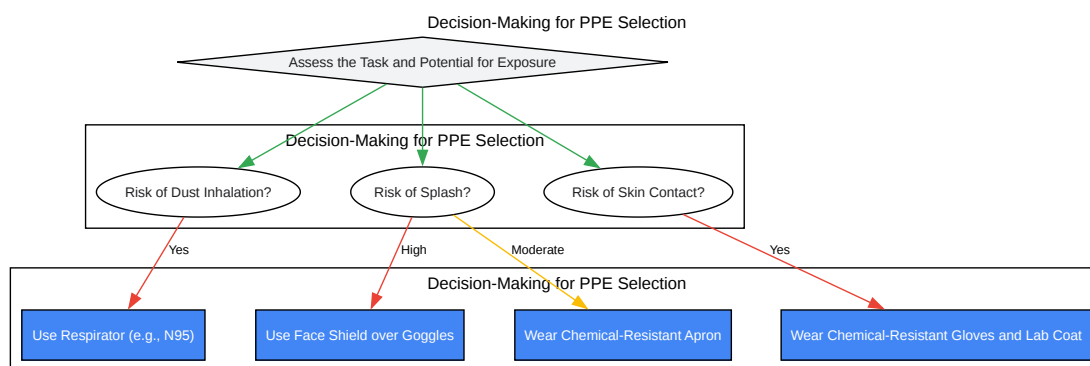 Decision-Making for PPE Selection
Assess the Task and Potential for Exposure
Decision-Making for PPE Selection
Risk of Dust Inhalation?
Risk of Splash?
Risk of Skin Contact?
Yes
High
Moderate
Yes
Decision-Making for PPE Selection
Use Respirator (e.g., N95)
Use Face Shield over Goggles
Wear Chemical-Resistant Apron
Wear Chemical-Resistant Gloves and Lab Coat